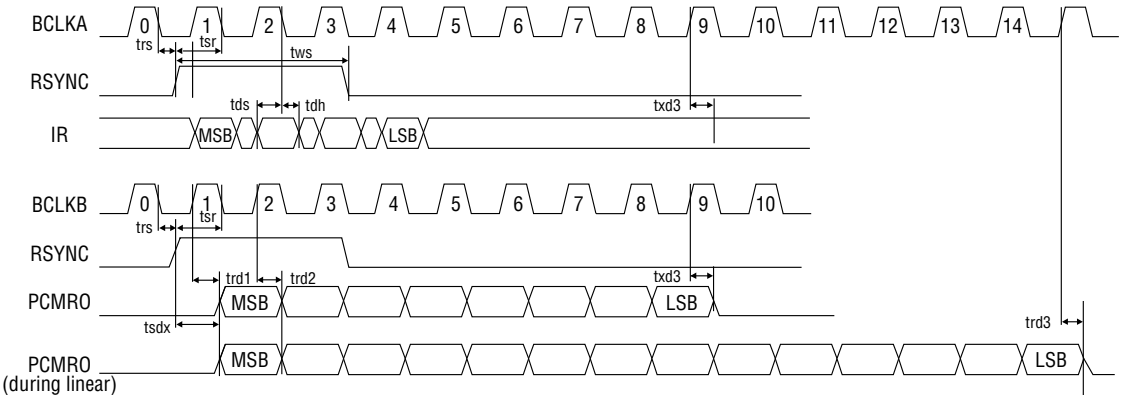 BCLKA 0 1 2 3 4 5 6 7 8 9 10 11 12 13 14
trs tsr
tws
RSYNC
tds tdh txd3
IR MSB LSB
BCLKB 0 1 2 3 4 5 6 7 8 9 10
trs tsr
RSYNC
trd1 trd2 txd3
PCMRO MSB LSB
tsdx trd3
PCMRO MSB LSB
(during linear)